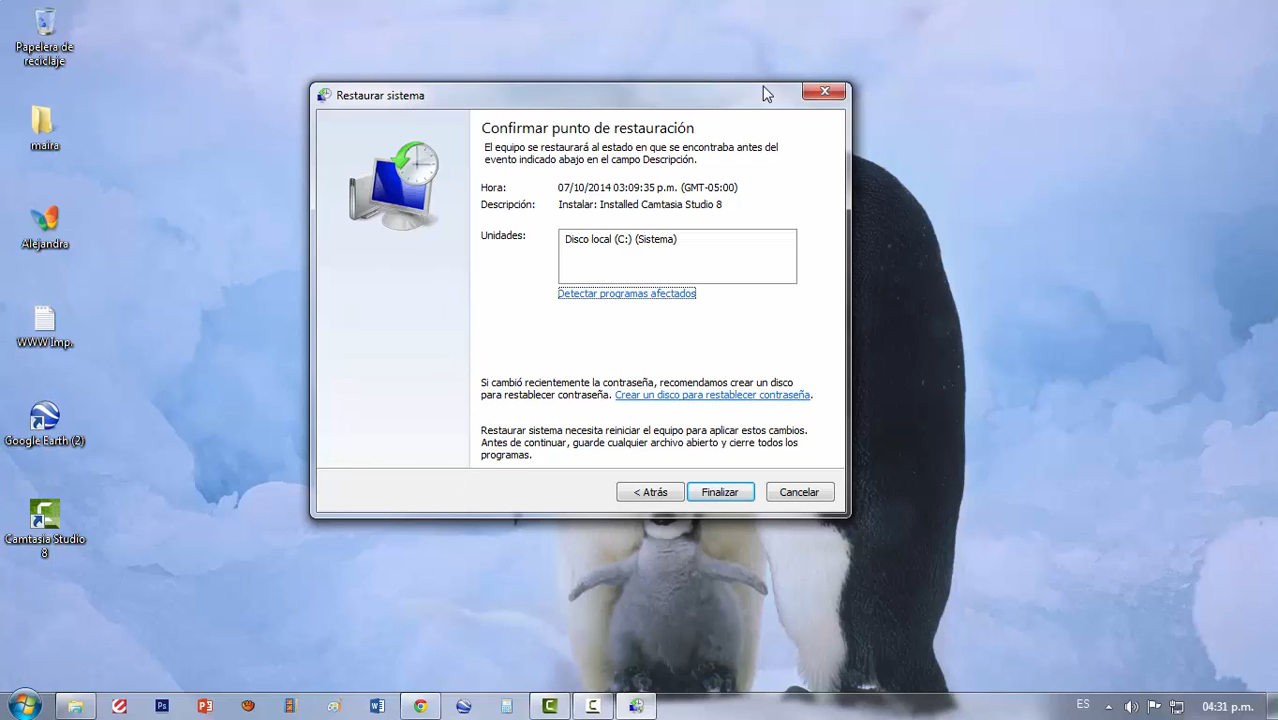 Papelera de
reciclaje
maira
Alejandra
WWW Imp.
Google Earth (2)
Camtasia Studio
8
Restaurar sistema
Confirmar punto de restauración
El equipo se restaurará al estado en que se encontraba antes del
evento indicado abajo en el campo Descripción.
Hora: 07/10/2014 03:09:35 p.m. (GMT-05:00)
Descripción: Instalar: Installed Camtasia Studio 8
Unidades: Disco local (C:) (Sistema)
Detectar programas afectados
Si cambió recientemente la contraseña, recomendamos crear un disco
para restablecer contraseña. Crear un disco para restablecer contraseña.
Restaurar sistema necesita reiniciar el equipo para aplicar estos cambios.
Antes de continuar, guarde cualquier archivo abierto y cierre todos los
programas.
< Atrás Finalizar Cancelar
ES 04:31 p.m.